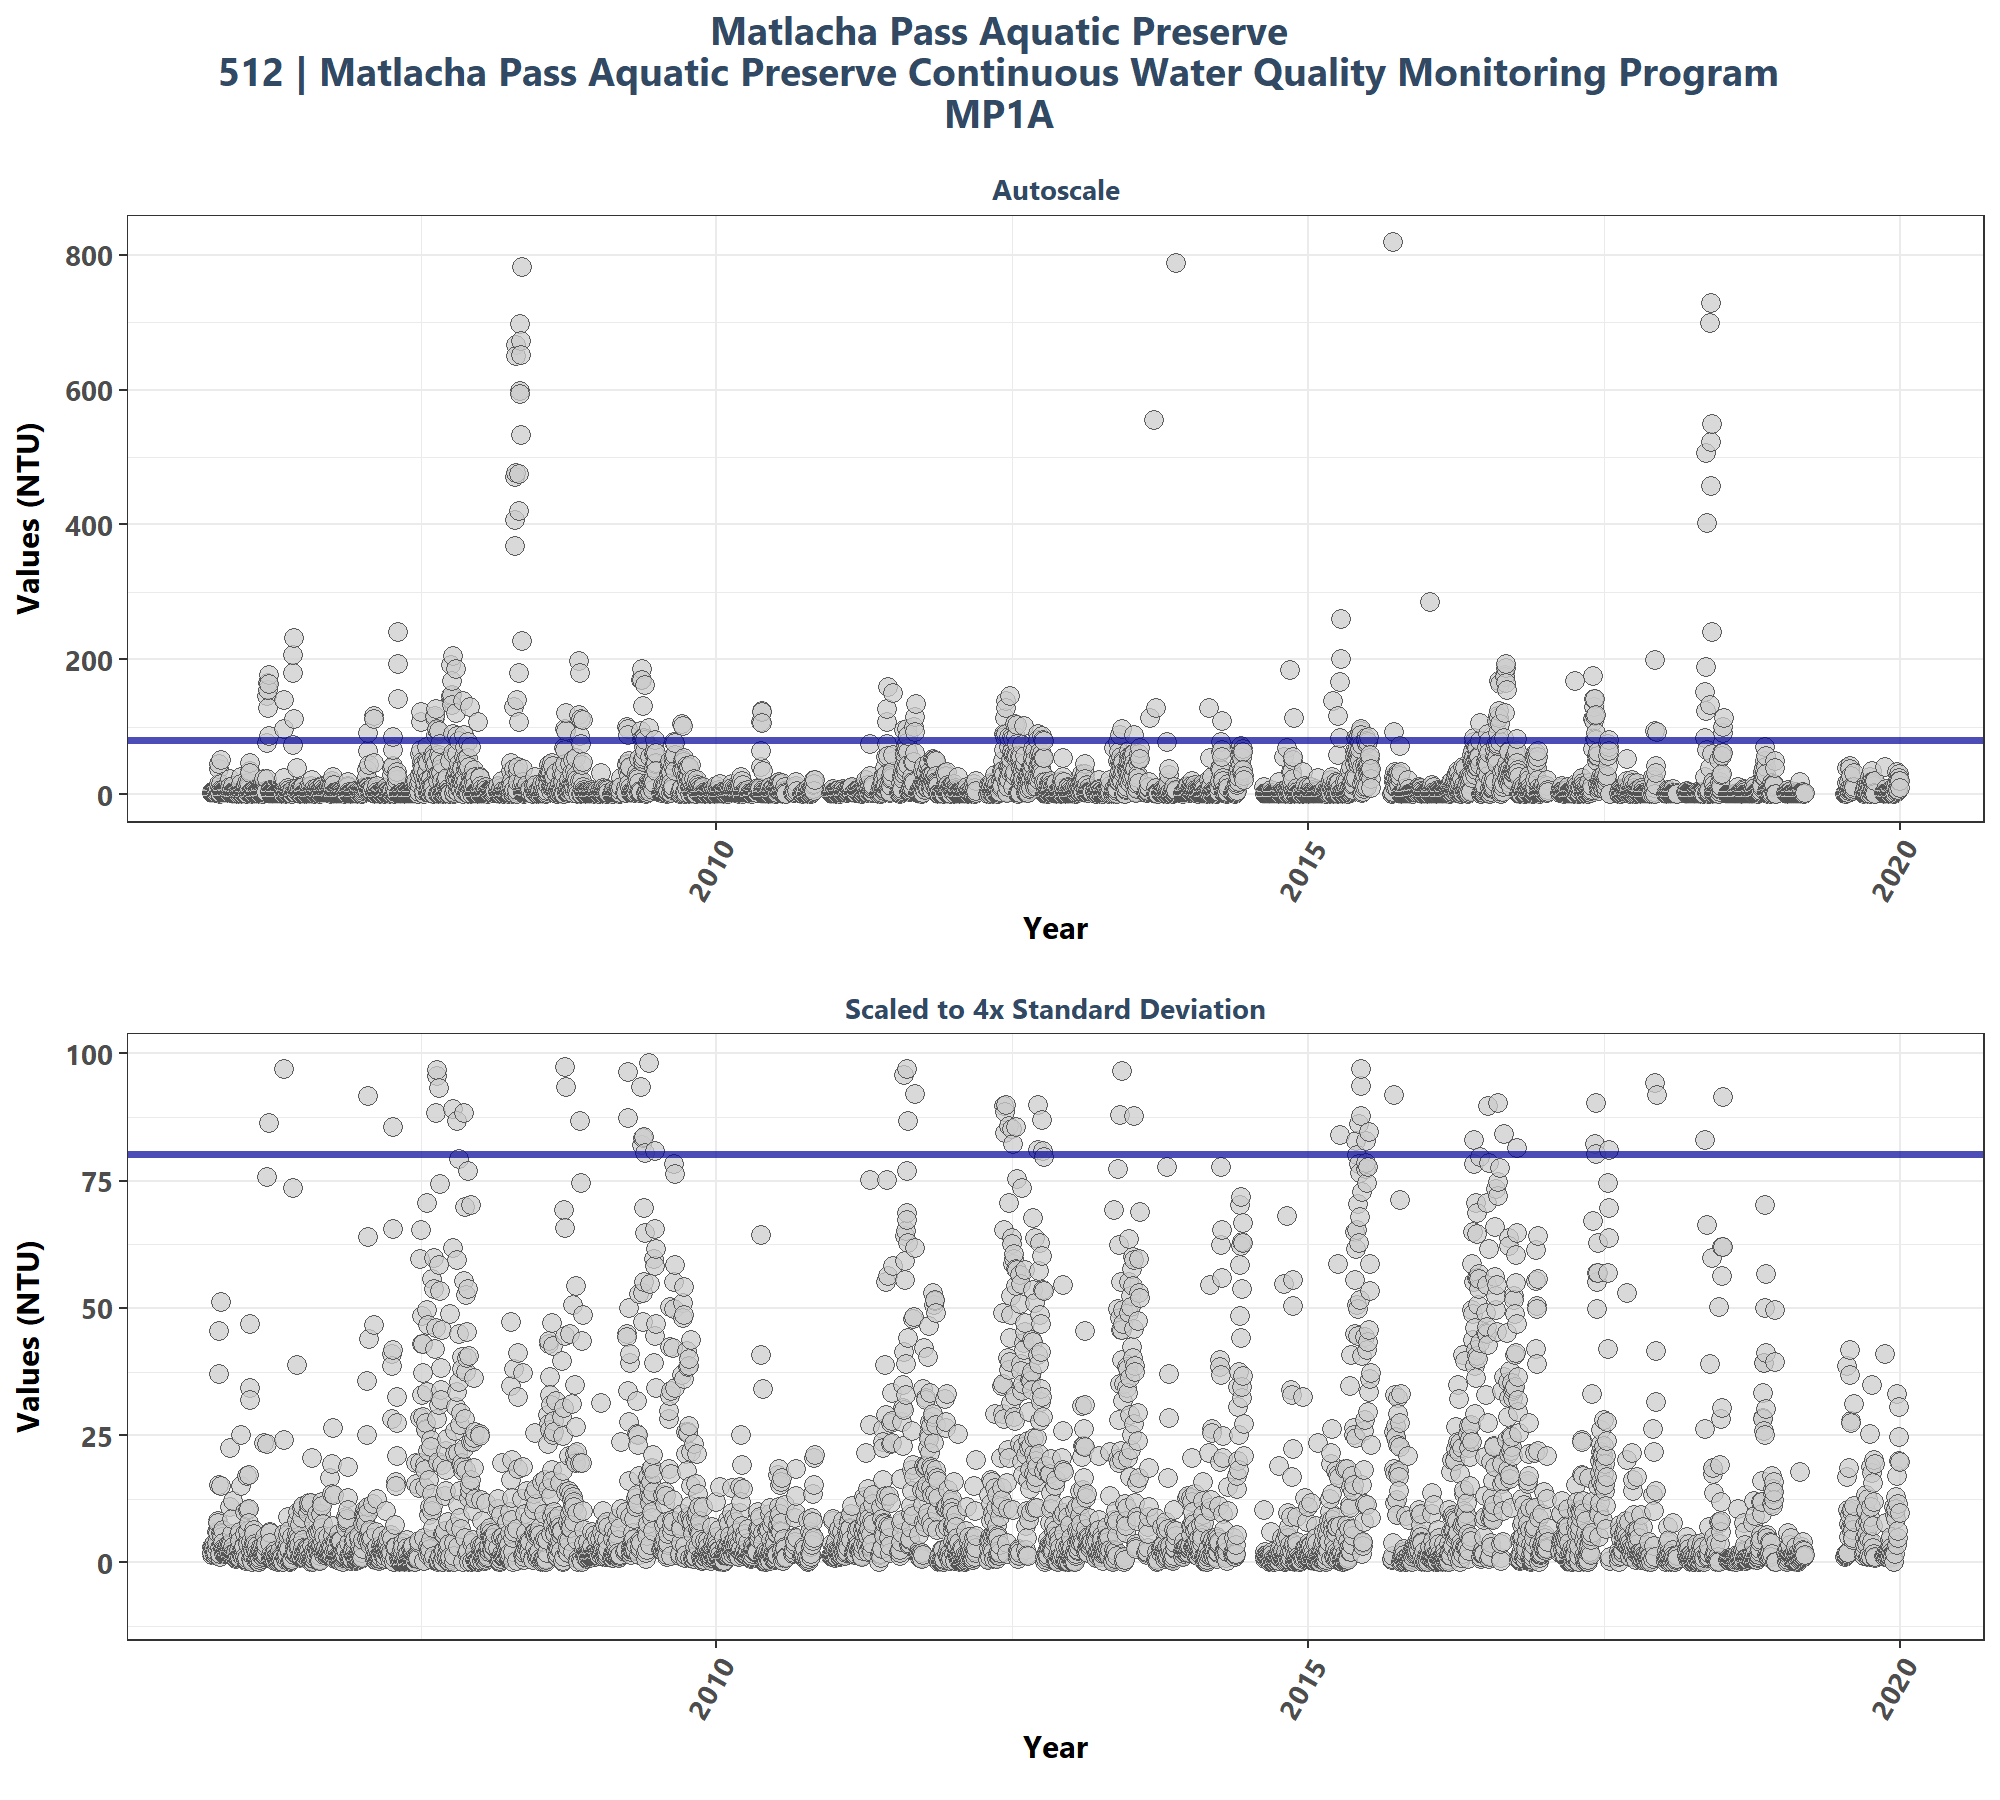 Matlacha Pass Aquatic Preserve
512 | Matlacha Pass Aquatic Preserve Continuous Water Quality Monitoring Program
MP1A
Autoscale
Values (NTU)
800
600
400
200
0
2010
2015
2020
Year
Scaled to 4x Standard Deviation
Values (NTU)
100
75
50
25
0
2010
2015
2020
Year